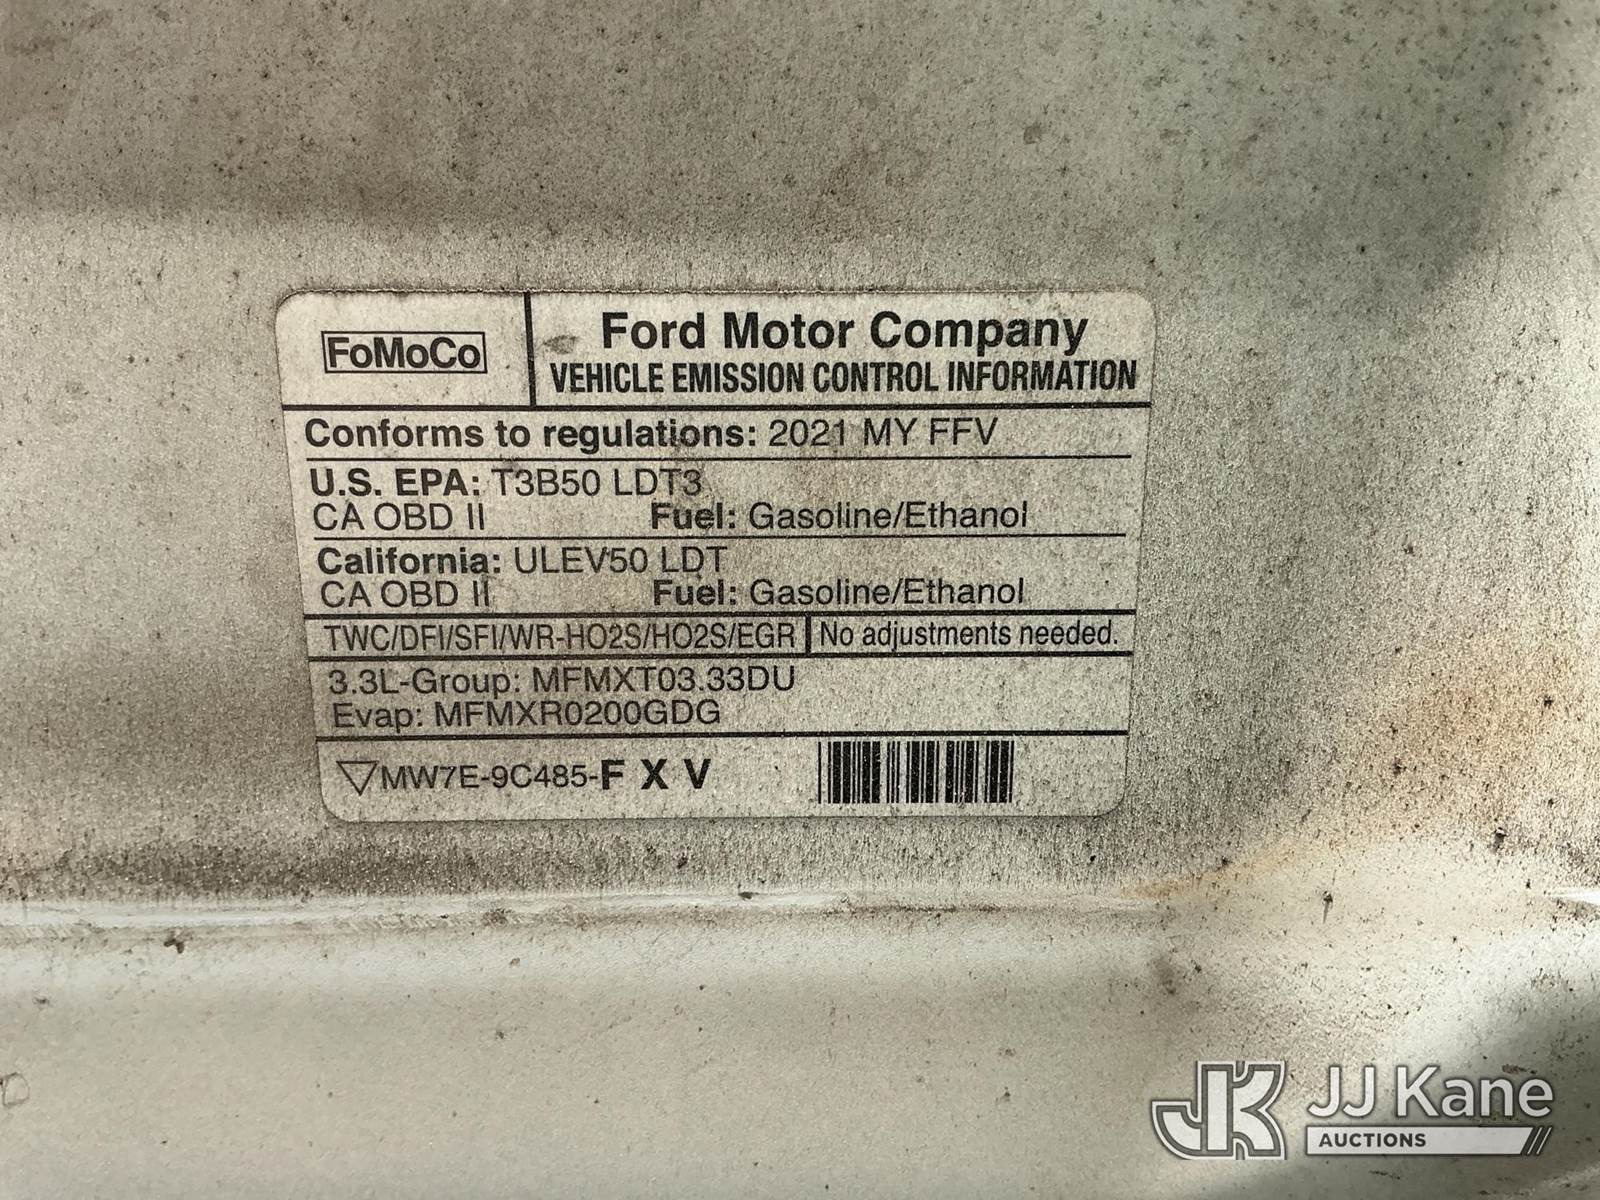 FoMoCo
Ford Motor Company
VEHICLE EMISSION CONTROL INFORMATION
Conforms to regulations: 2021 MY FFV
U.S. EPA: T3B50 LDT3
CA OBD II Fuel: Gasoline/Ethanol
California: ULEV50 LDT
CA OBD II Fuel: Gasoline/Ethanol
TWC/DFI/SFI/WR-HO2S/HO2S/EGR No adjustments needed.
3.3L-Group: MFMXT03.33DU
Evap: MFMXR0200GDG
MW7E-9C485-F X V
JK JJ Kane
AUCTIONS